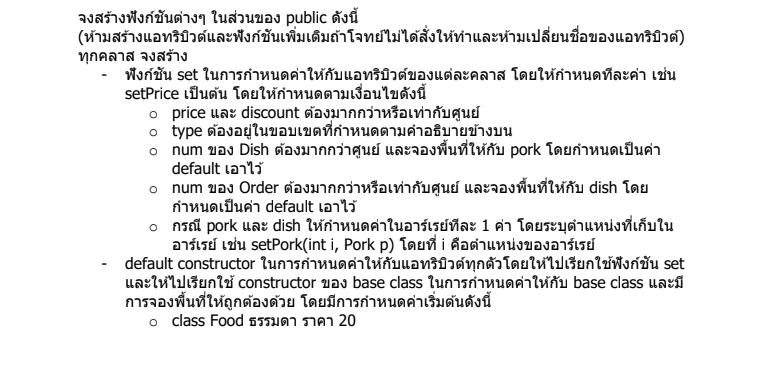 จงสร้างฟังก์ชันต่างๆ ในส่วนของ public ดังนี้
(ห้ามสร้างแอทริบิวต์และฟังก์ชันเพิ่มเติมถ้าโจทย์ไม่ได้สั่งให้ทำและห้ามเปลี่ยนชื่อของแอทริบิวต์)
ทุกคลาส จงสร้าง
- ฟังก์ชัน set ในการกำหนดค่าให้กับแอทริบิวต์ของแต่ละคลาส โดยให้กำหนดทีละค่า เช่น
setPrice เป็นต้น โดยให้กำหนดตามเงื่อนไขดังนี้
o price และ discount ต้องมากกว่าหรือเท่ากับศูนย์
o type ต้องอยู่ในขอบเขตที่กำหนดตามคำอธิบายข้างบน
o num ของ Dish ต้องมากกว่าศูนย์ และจองพื้นที่ให้กับ pork โดยกำหนดเป็นค่า
default เอาไว้
o num ของ Order ต้องมากกว่าหรือเท่ากับศูนย์ และจองพื้นที่ให้กับ dish โดย
กำหนดเป็นค่า default เอาไว้
o กรณี pork และ dish ให้กำหนดค่าในอาร์เรย์ทีละ 1 ค่า โดยระบุตำแหน่งที่เก็บใน
อาร์เรย์ เช่น setPork(int i, Pork p) โดยที่ i คือตำแหน่งของอาร์เรย์
- default constructor ในการกำหนดค่าให้กับแอทริบิวต์ทุกตัวโดยให้ไปเรียกใช้ฟังก์ชัน set
และให้ไปเรียกใช้ constructor ของ base class ในการกำหนดค่าให้กับ base class และมี
การจองพื้นที่ให้ถูกต้องด้วย โดยมีการกำหนดค่าเริ่มต้นดังนี้
o class Food ธรรมดา ราคา 20